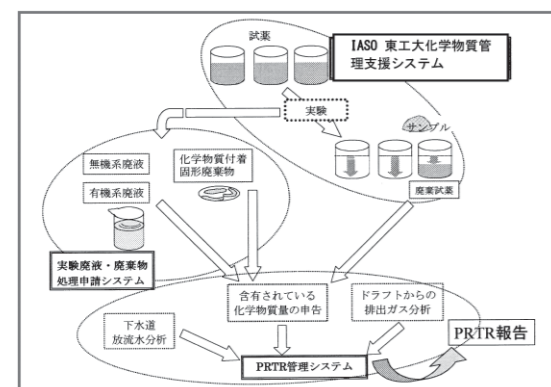 試薬
IASO 東工大化学物質管
理支援システム
実験
サンプル
無機系廃液
化学物質付着
固形廃棄物
有機系廃液
廃棄試薬
実験廃液・廃棄物
処理申請システム
含有されている
化学物質量の申告
ドラフトからの
排出ガス分析
下水道
放流水分析
PRTR報告
PRTR管理システム